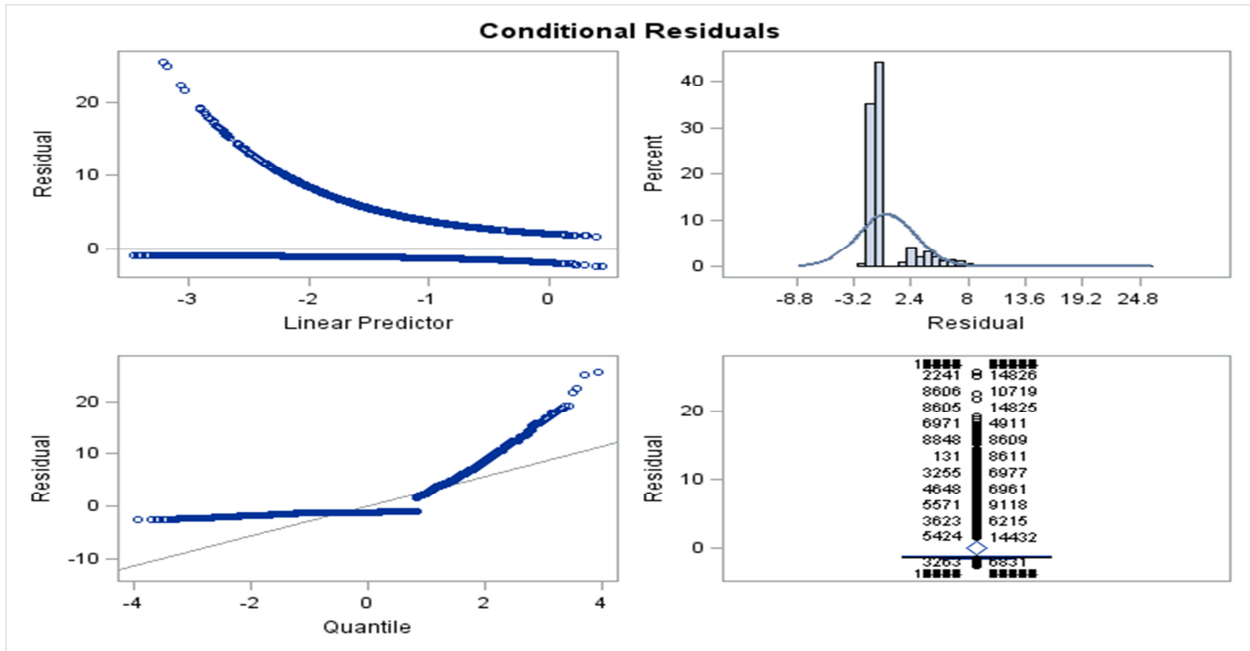 Conditional Residuals
Residual
20
10
0
-3 -2 -1 0
Linear Predictor
Percent
40
30
20
10
0
-8.8 -3.2 2.4 8 13.6 19.2 24.8
Residual
Residual
20
10
0
-10
-4 -2 0 2 4
Quantile
Residual
20
10
0
2241 14826
8606 10719
8605 14825
6971 4911
8848 8609
131 8611
3255 6977
4648 6961
5571 9118
3623 6215
5424 14432
3263 6831